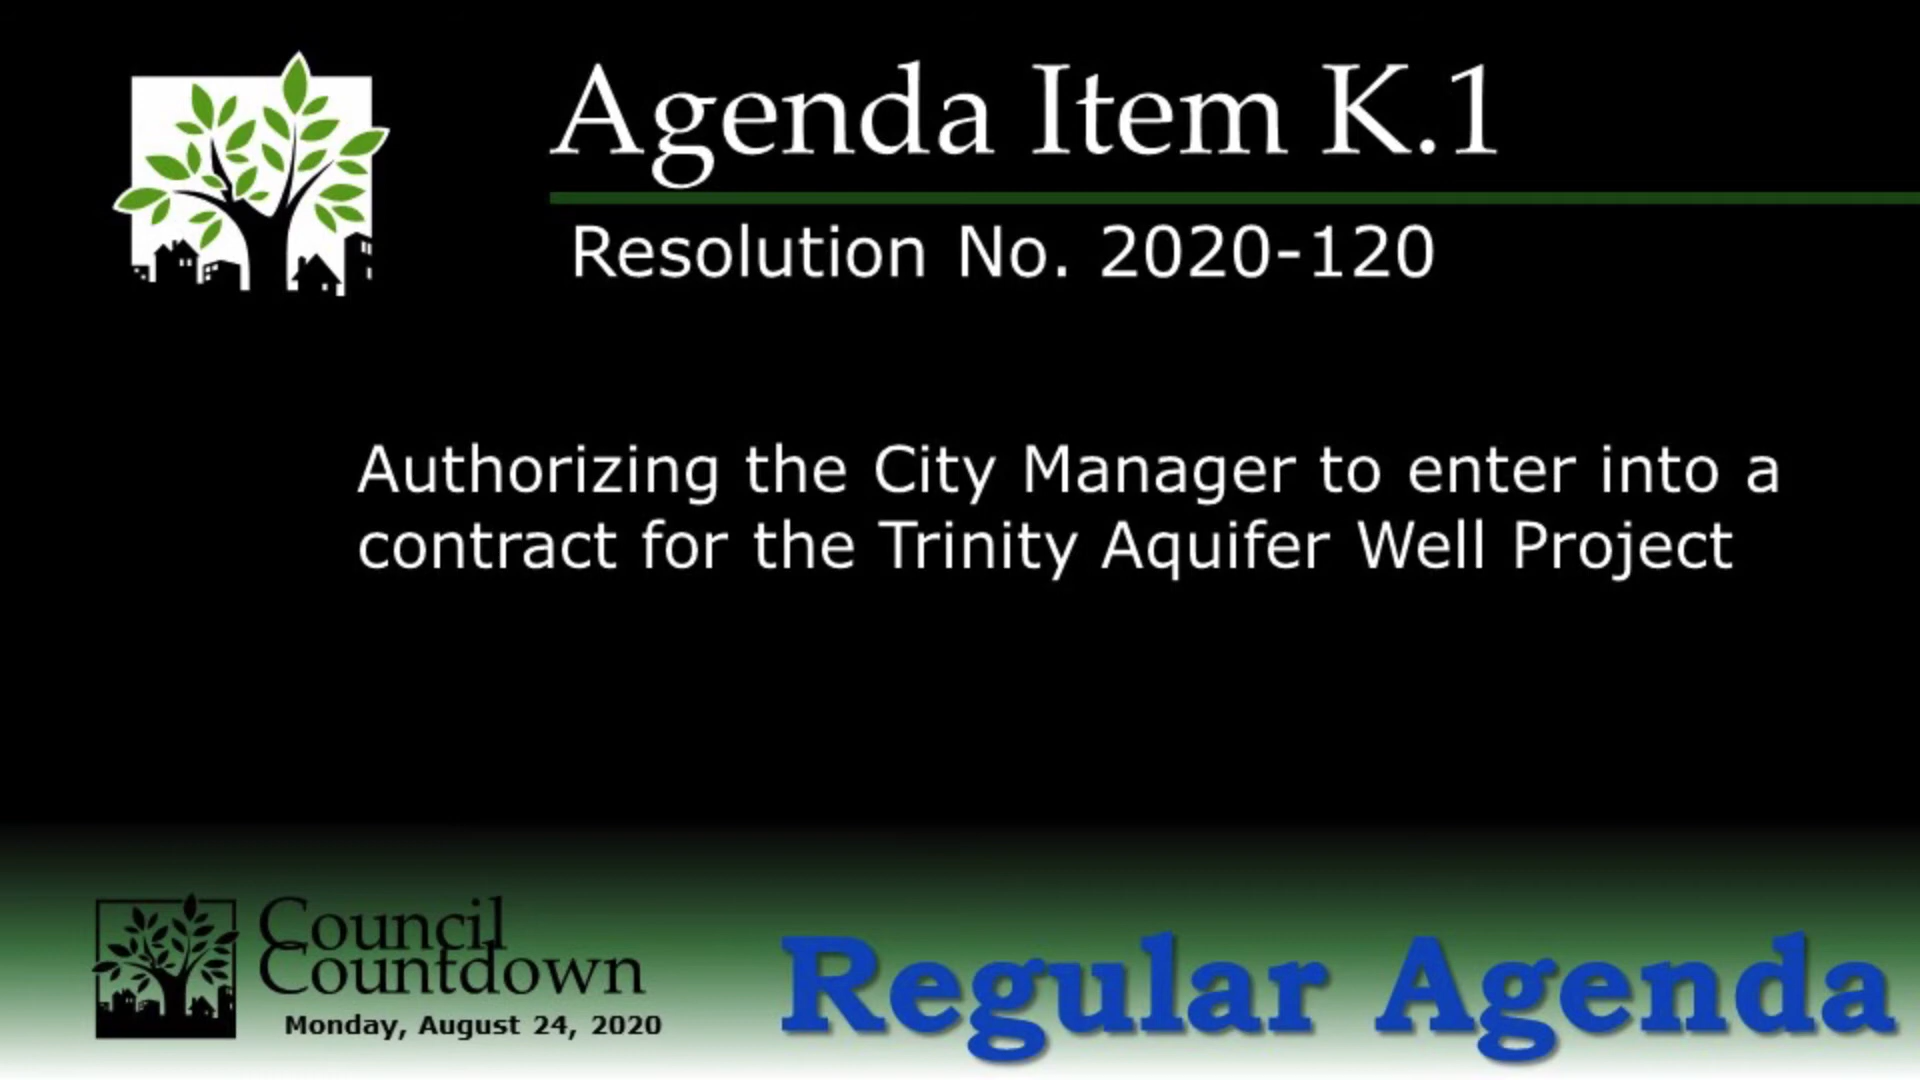 Agenda Item K.1
Resolution No. 2020-120
Authorizing the City Manager to enter into a
contract for the Trinity Aquifer Well Project
Council
Countdown
Monday, August 24, 2020
Regular Agenda